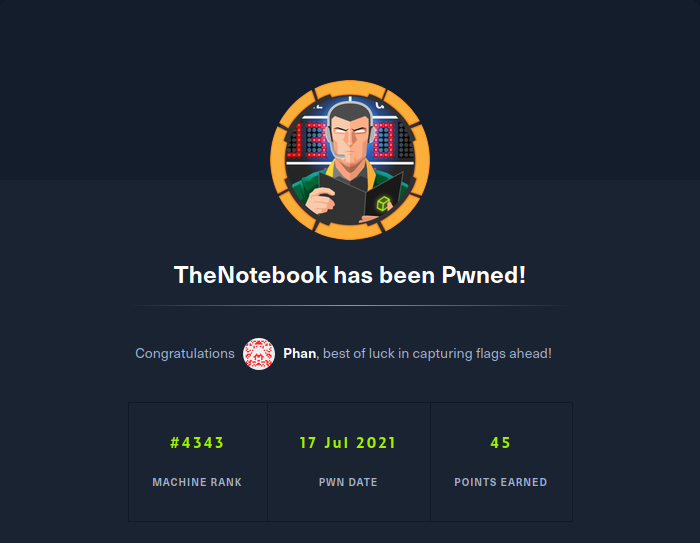 TheNotebook has been Pwned!
Congratulations Phan, best of luck in capturing flags ahead!
#4343 17 Jul 2021 45
MACHINE RANK PWN DATE POINTS EARNED